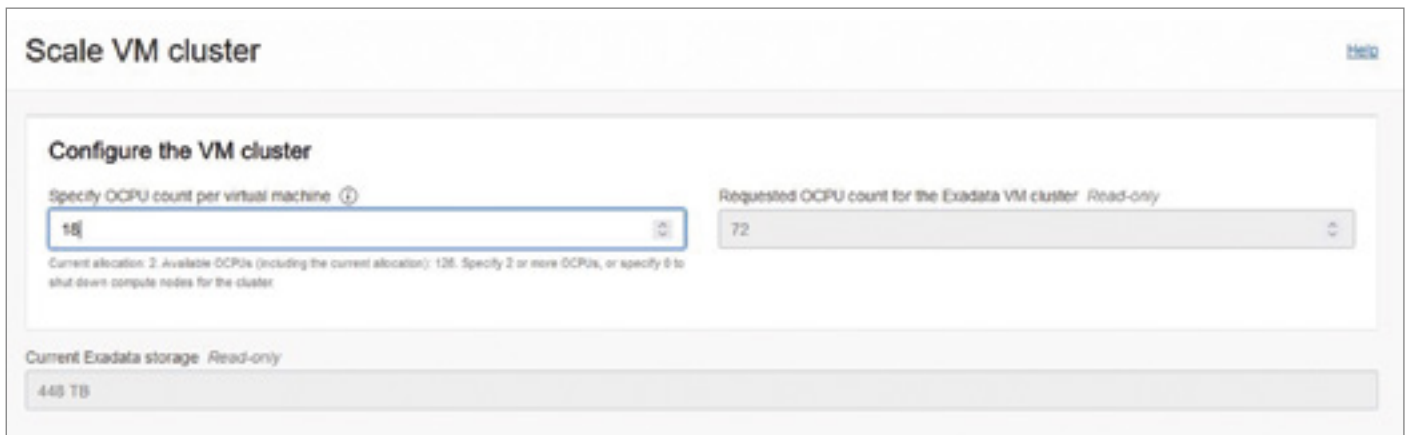 Scale VM cluster
Help
Configure the VM cluster
Specify OCPU count per virtual machine
18
Current allocation: 2. Available OCPUs (including the current allocation): 126. Specify 2 or more OCPUs, or specify 0 to
shut down compute nodes for the cluster.
Requested OCPU count for the Exadata VM cluster Read-only
72
Current Exadata storage Read-only
448 TB